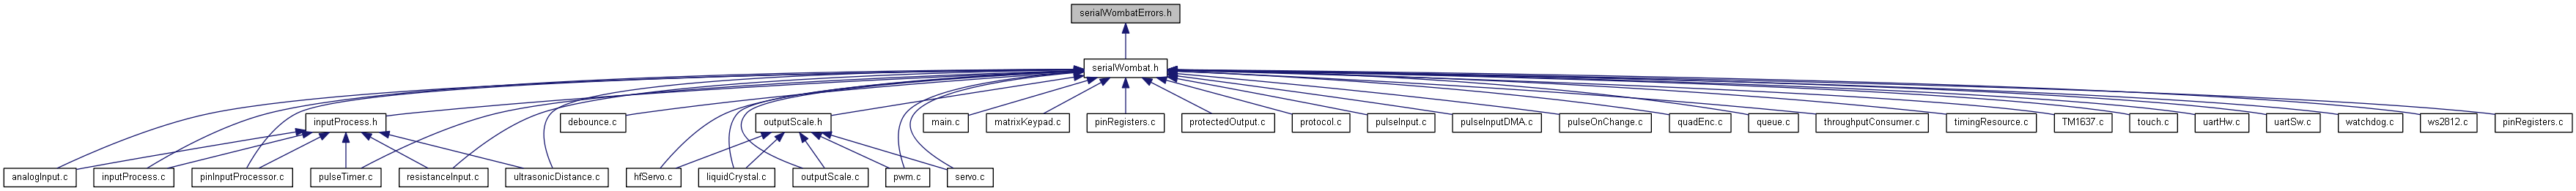 serialWombatErrors.h
serialWombat.h
inputProcess.h
debounce.c
outputScale.h
main.c
matrixKeypad.c
pinRegisters.c
protectedOutput.c
protocol.c
pulseInput.c
pulseInputDMA.c
pulseOnChange.c
quadEnc.c
queue.c
throughputConsumer.c
timingResource.c
TM1637.c
touch.c
uartHw.c
uartSw.c
watchdog.c
ws2812.c
pinRegisters.c
analogInput.c
inputProcess.c
pinInputProcessor.c
pulseTimer.c
resistanceInput.c
ultrasonicDistance.c
hfServo.c
liquidCrystal.c
outputScale.c
pwm.c
servo.c